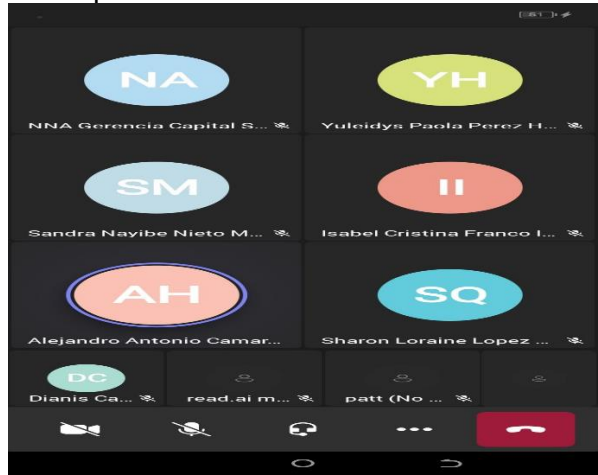 51
NA
YH
NNA Gerencia Capital S...
Yuleidys Paola Perez H...
SM
II
Sandra Nayibe Nieto M...
Isabel Cristina Franco I...
AH
SQ
Alejandro Antonio Camar...
Sharon Loraine Lopez ...
DC
Dianis Ca...
read.ai m...
patt (No ...